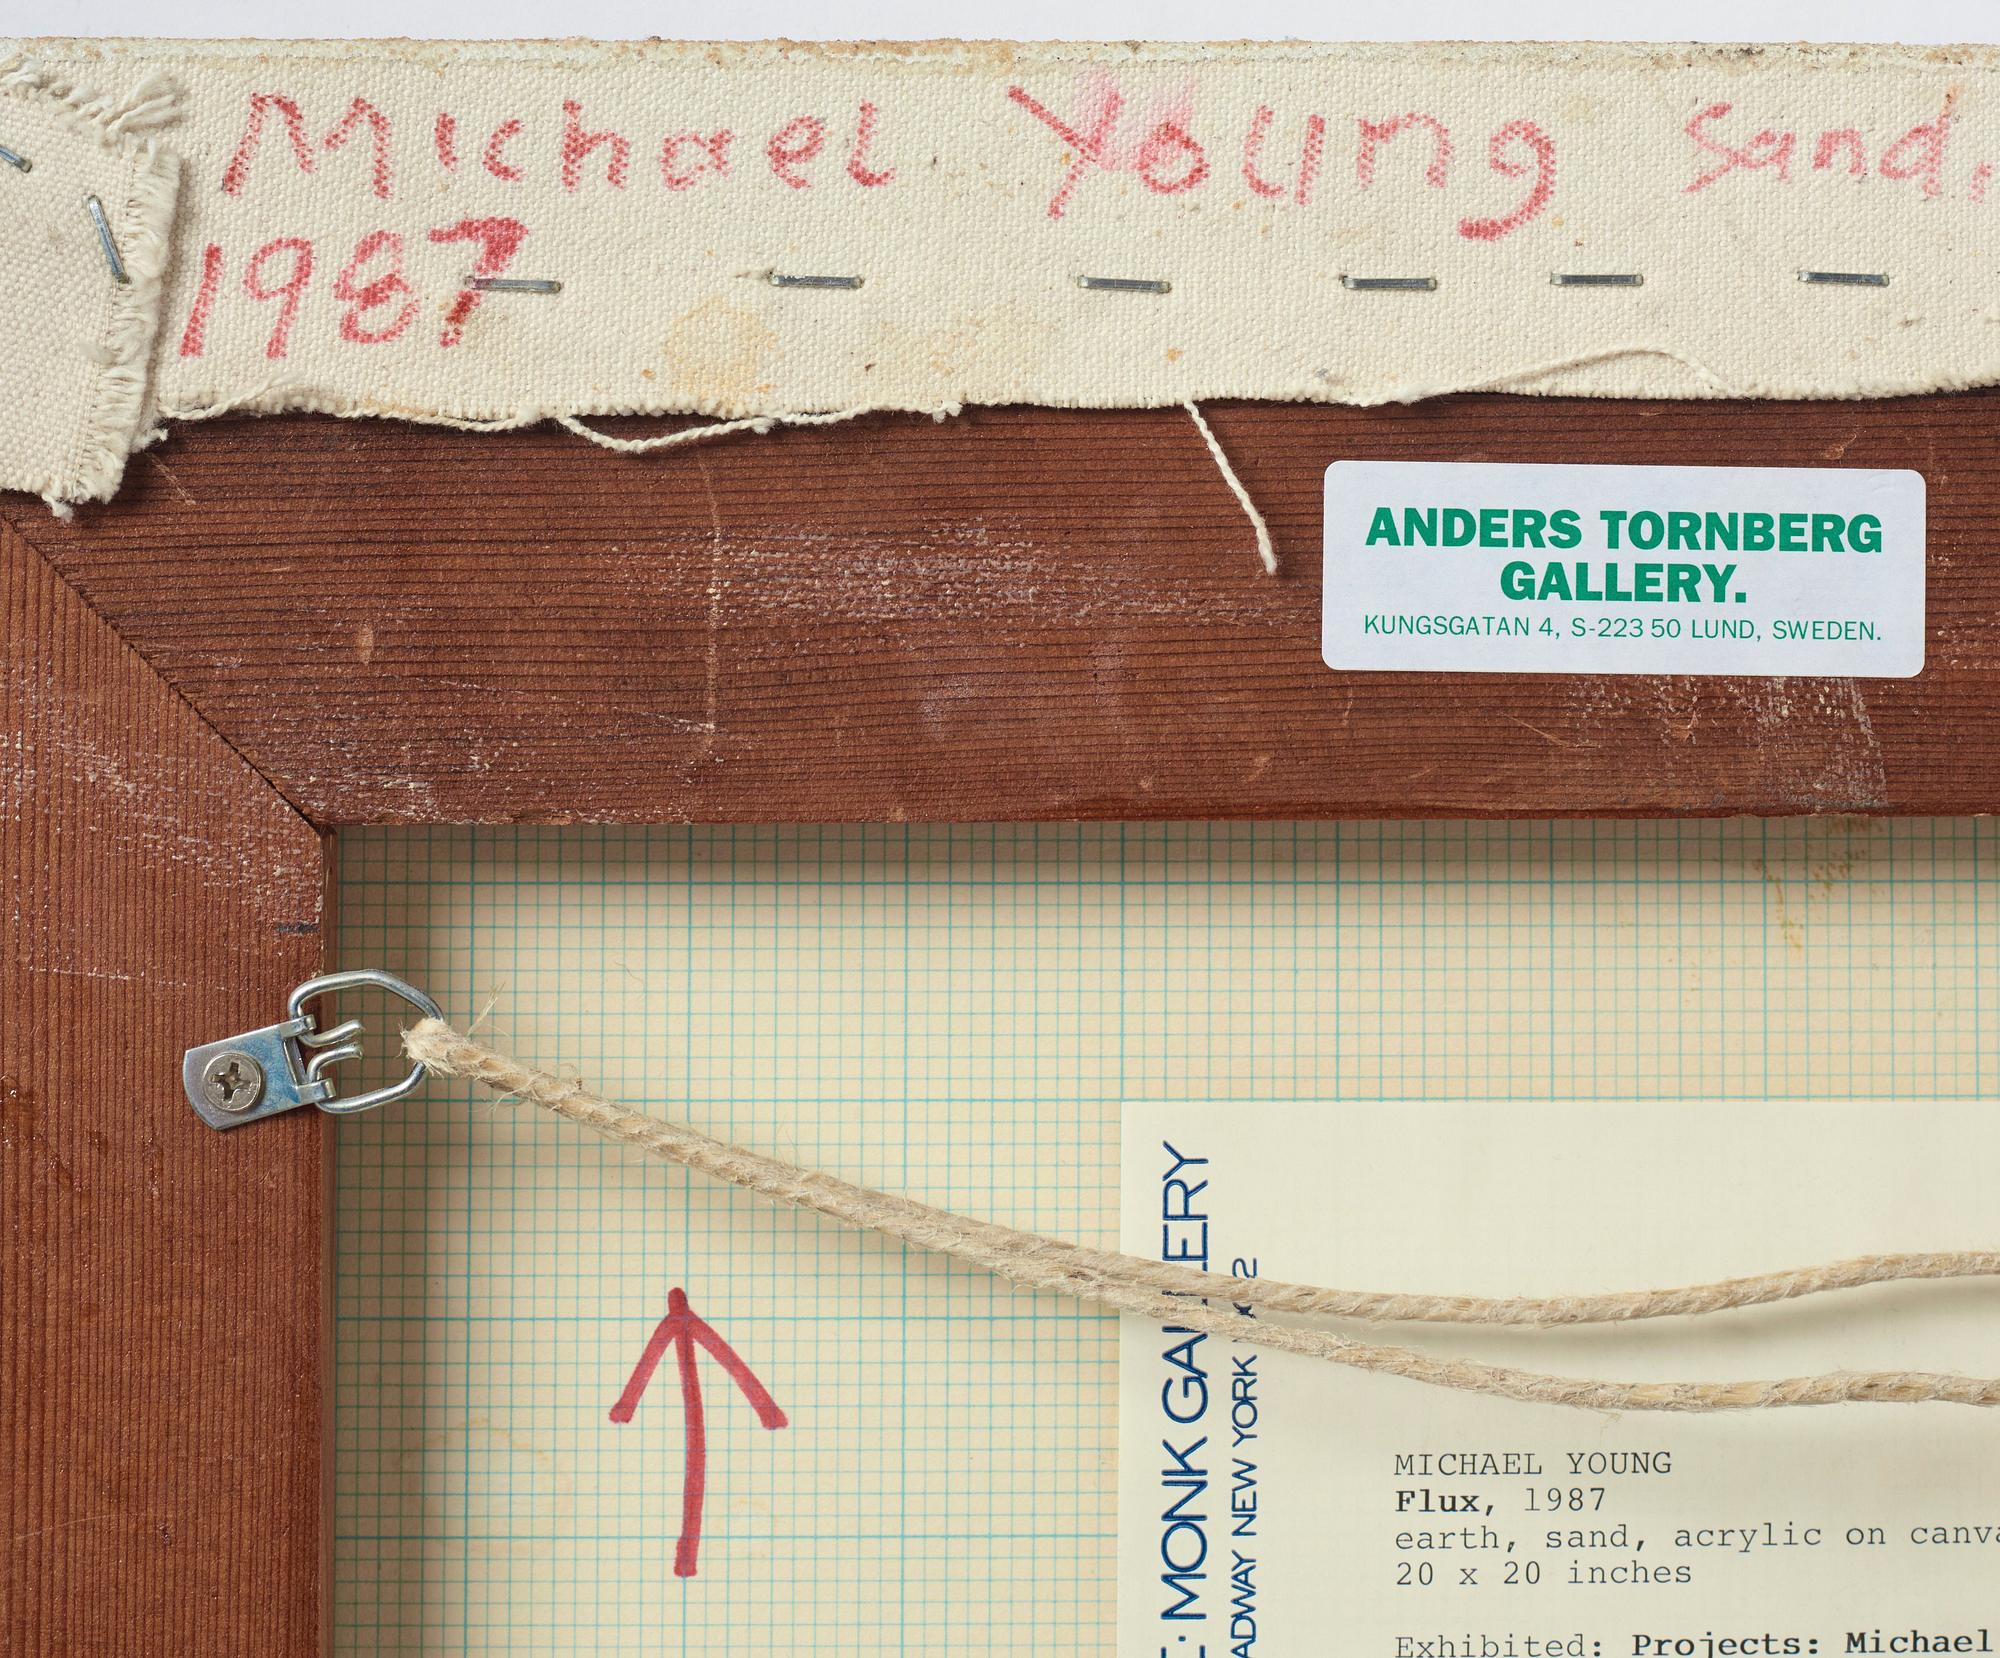 Michael Young Sand,
1987
ANDERS TORNBERG
GALLERY.
KUNGSGATAN 4, S-223 50 LUND, SWEDEN.
MONK GALLERY
NEW YORK
MICHAEL YOUNG
Flux, 1987
earth, sand, acrylic on
20 x 20 inches
Exhibited: Projects: Michael